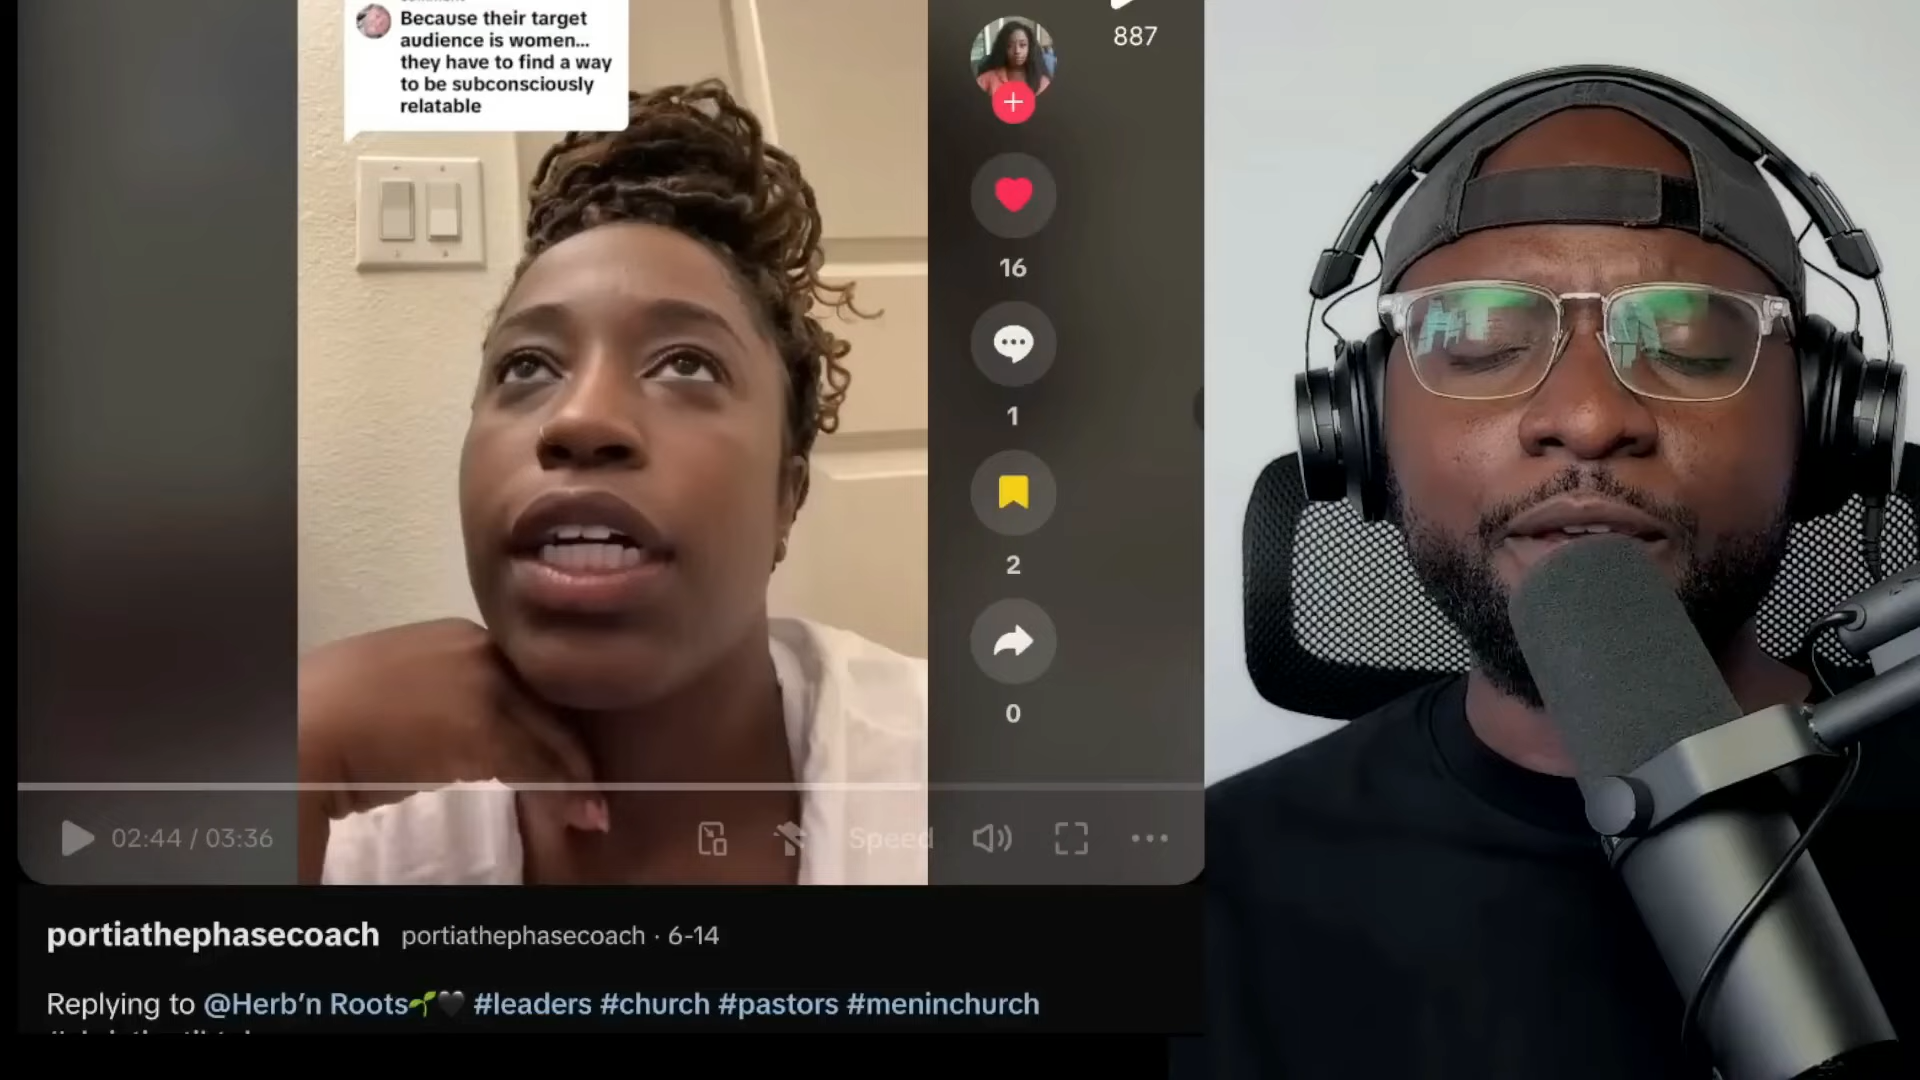 Because their target
audience is women...
they have to find a way
to be subconsciously
relatable
887
16
1
2
0
02:44 / 03:36
Speed
portiathephasecoach portiathephasecoach · 6-14
Replying to @Herb’n Roots🌱🖤 #leaders #church #pastors #meninchurch